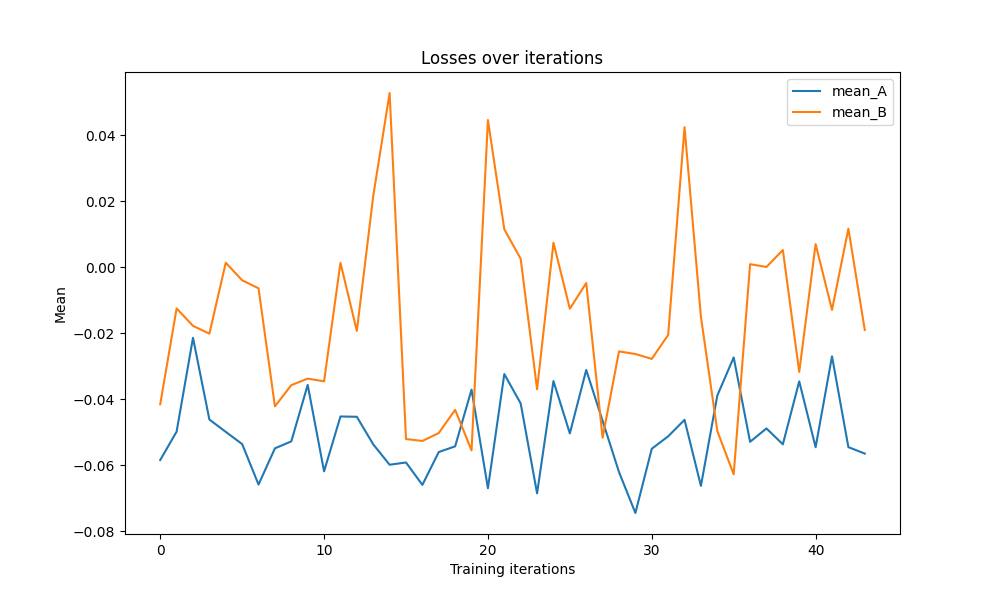 Losses over iterations
mean_A
mean_B
Mean
0.04
0.02
0.00
−0.02
−0.04
−0.06
−0.08
0 10 20 30 40
Training iterations